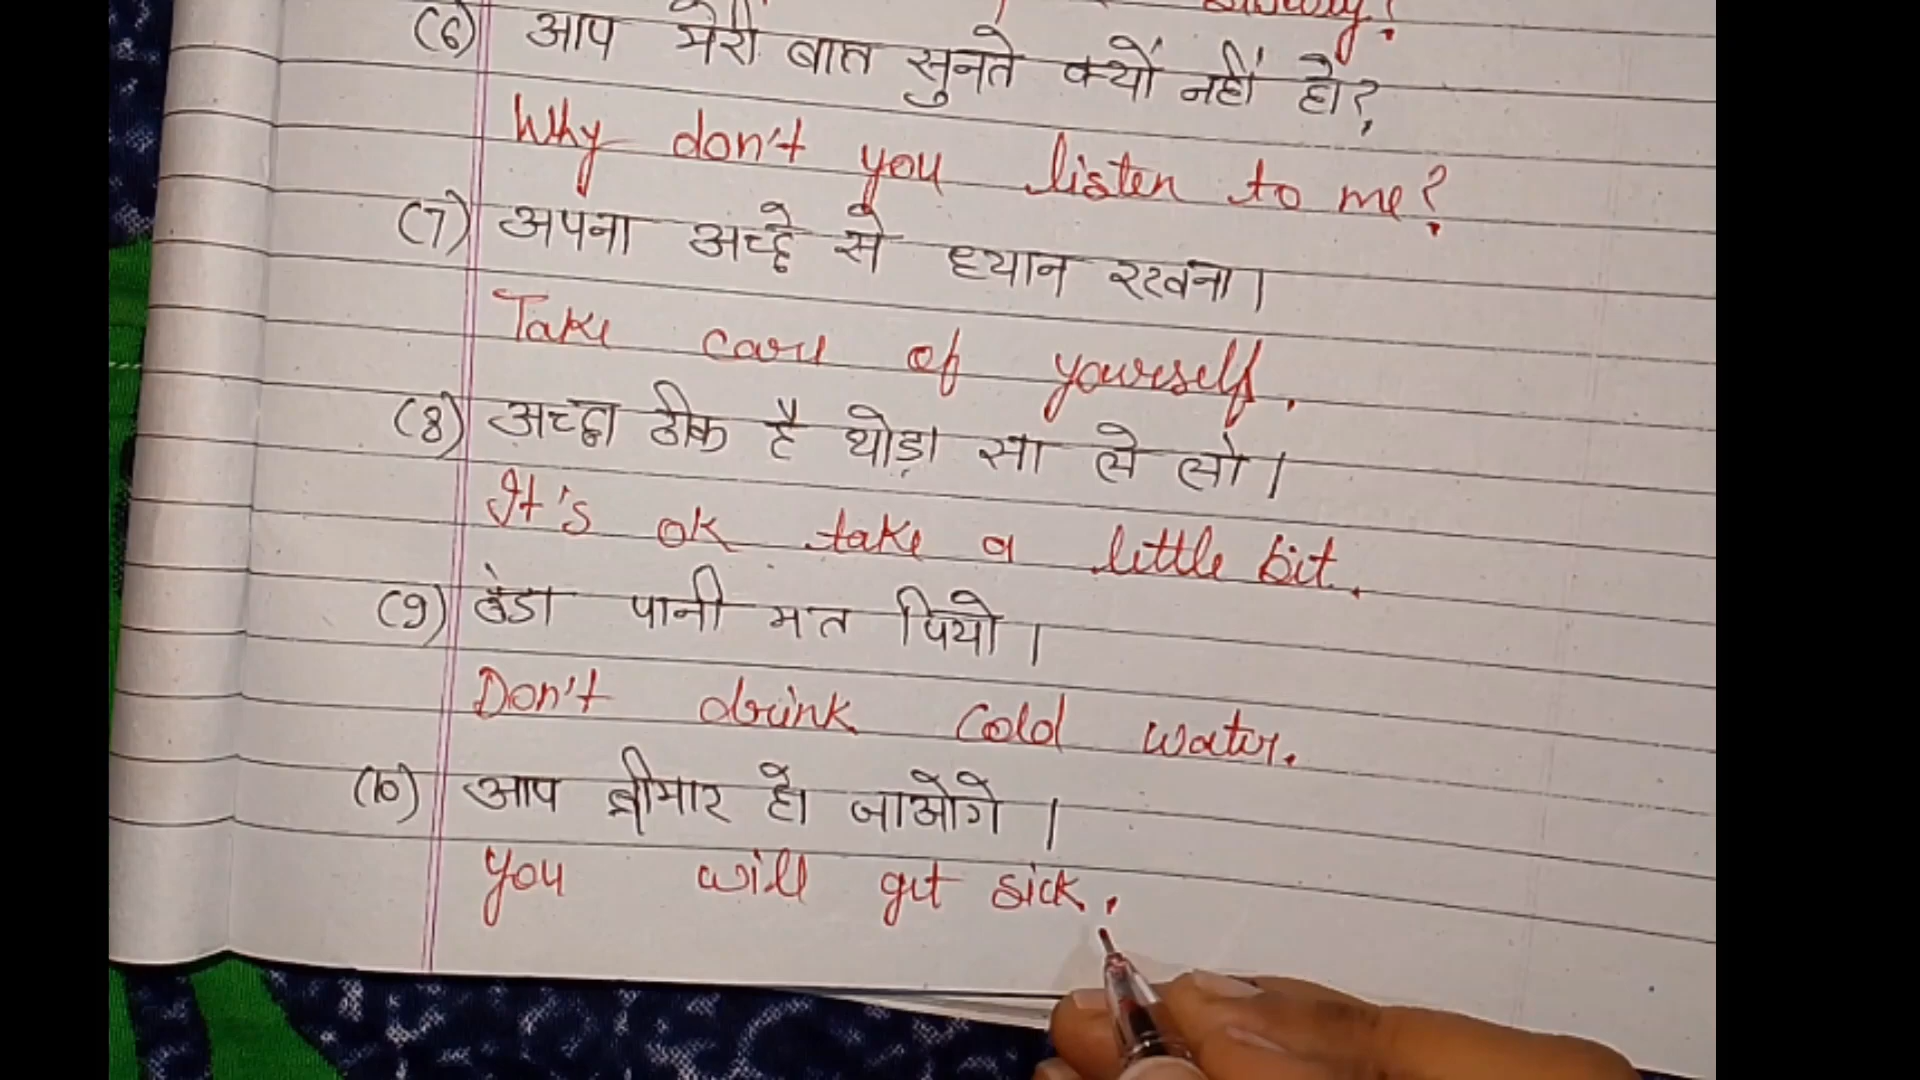 (6) आप मेरी बात सुनते क्यों नहीं हो?
Why don't you listen to me?
(7) अपना अच्छे से ध्यान रखना।
Take care of yourself.
(8) अच्छा ठीक है थोड़ा सा ले लो।
It's ok take a little bit.
(9) ठंडा पानी मत पियो।
Don't drink cold water.
(10) आप बीमार हो जाओगे।
You will get sick.